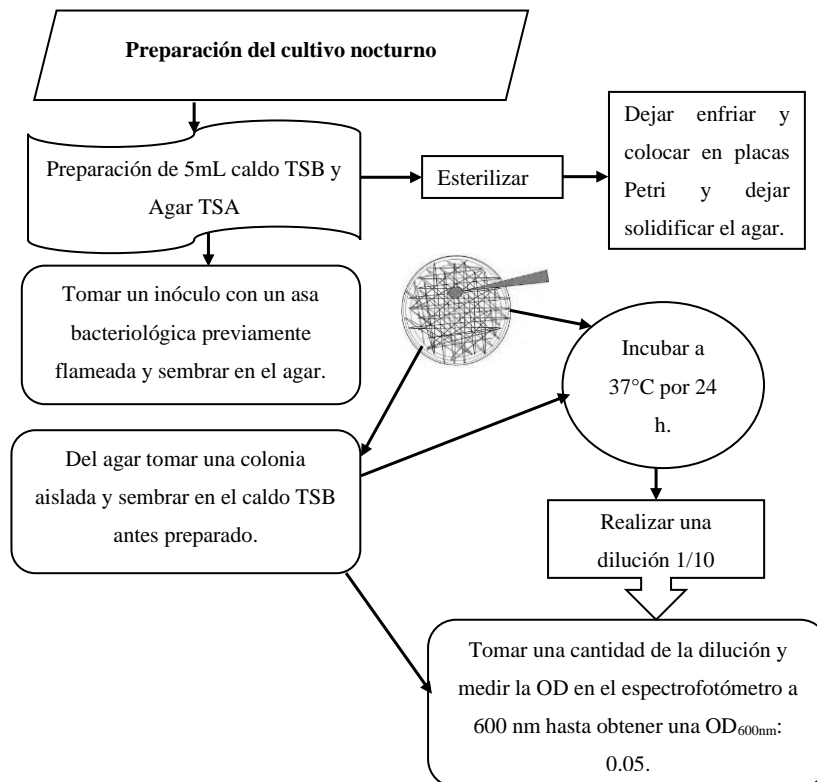 Preparación del cultivo nocturno
Preparación de 5mL caldo TSB y
Agar TSA
Esterilizar
Dejar enfriar y
colocar en placas
Petri y dejar
solidificar el agar.
Tomar un inóculo con un asa
bacteriológica previamente
flameada y sembrar en el agar.
Incubar a
37°C por 24
h.
Del agar tomar una colonia
aislada y sembrar en el caldo TSB
antes preparado.
Realizar una
dilución 1/10
Tomar una cantidad de la dilución y
medir la OD en el espectrofotómetro a
600 nm hasta obtener una OD600nm:
0.05.